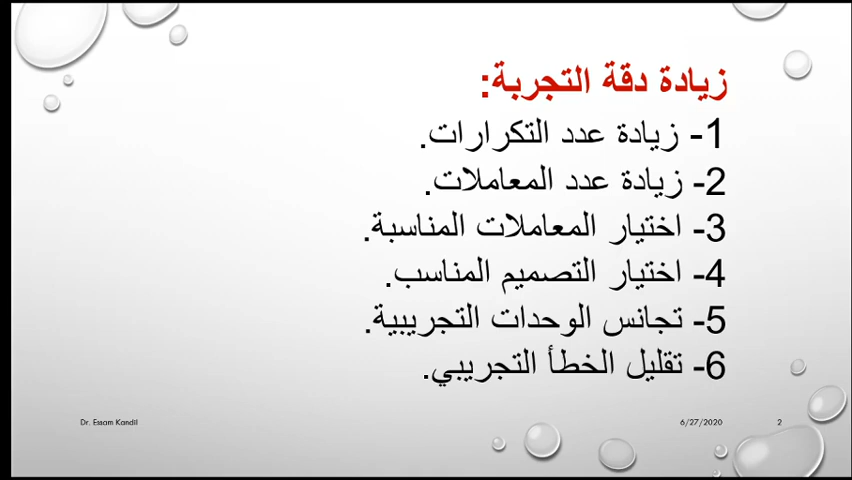 زيادة دقة التجربة:
1- زيادة عدد التكرارات.
2- زيادة عدد المعاملات.
3- اختيار المعاملات المناسبة.
4- اختيار التصميم المناسب.
5- تجانس الوحدات التجريبية.
6- تقليل الخطأ التجريبي.
Dr. Essam Kandil
6/27/2020
2